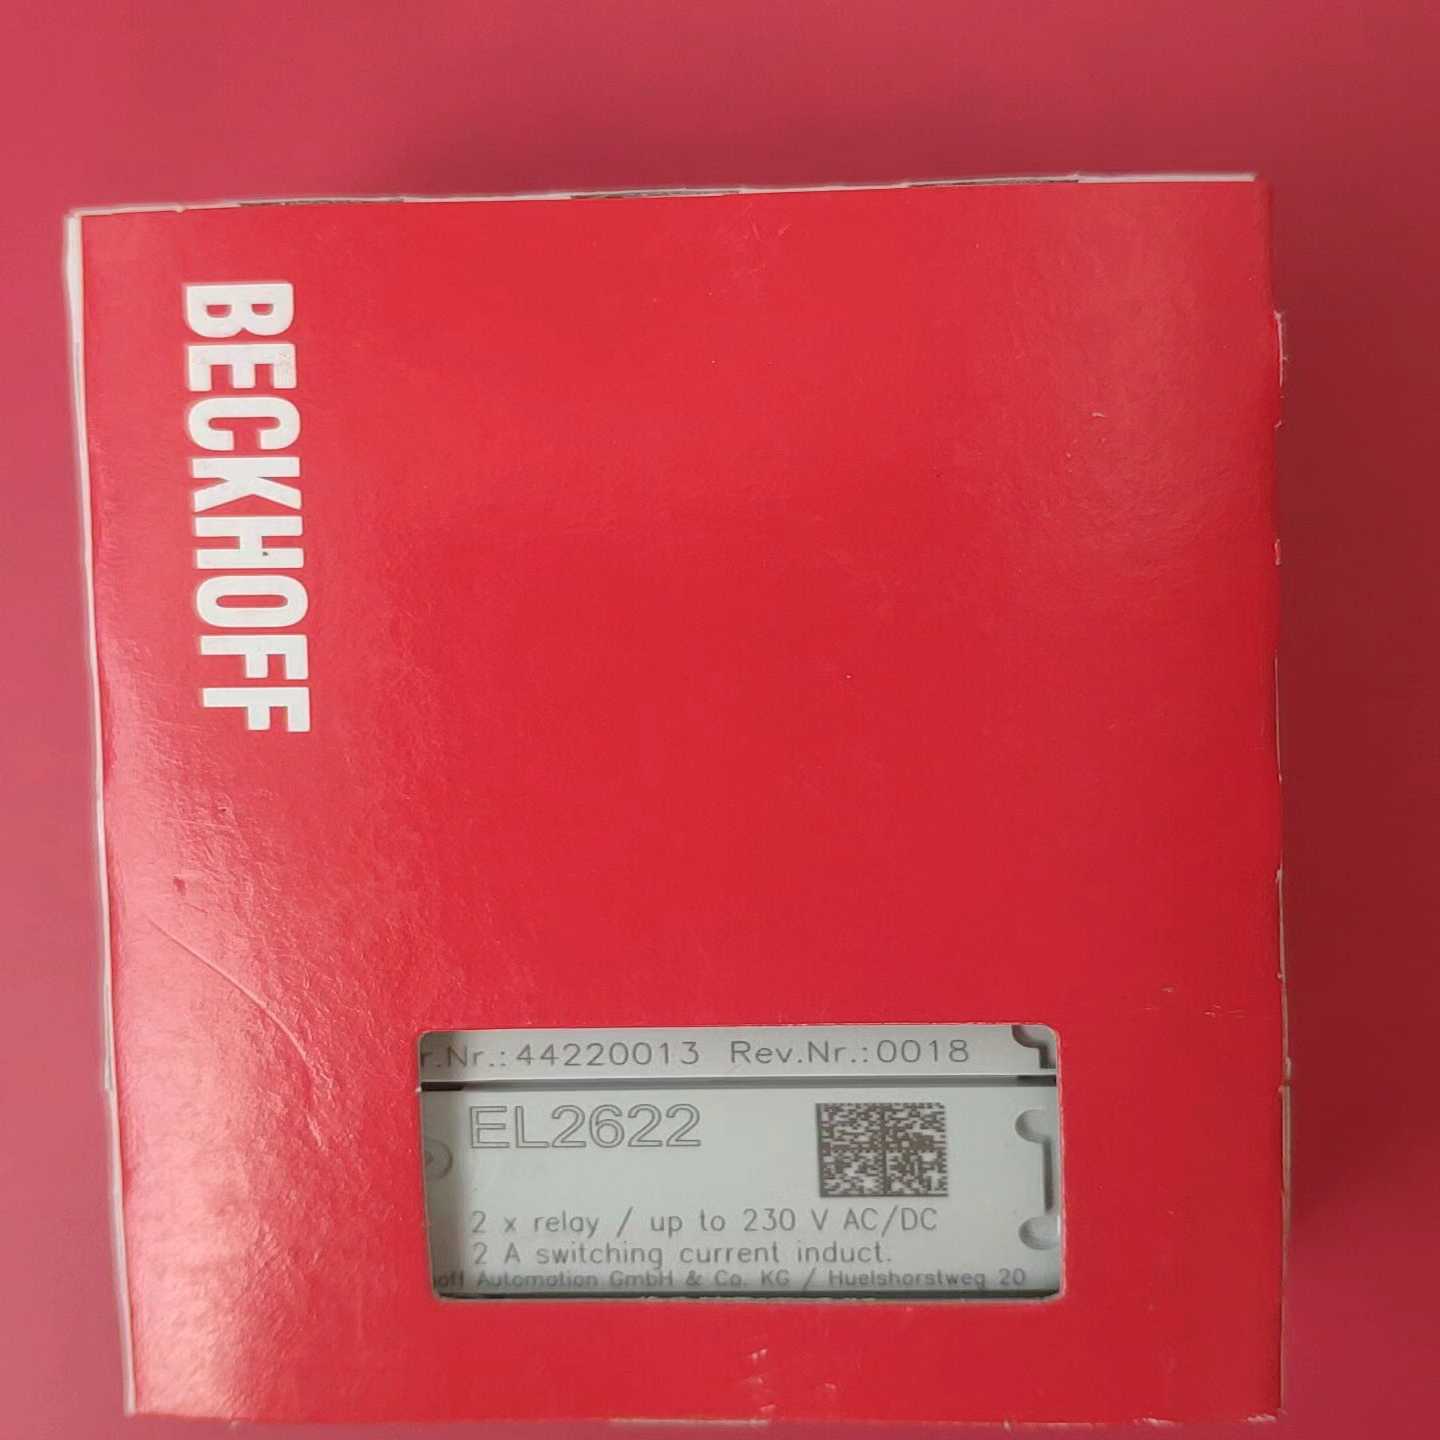 BECKHOFF
r.Nr.:44220013 Rev.Nr.:0018
EL2622
2 x relay / up to 230 V AC/DC
2 A switching current induct.
hoff Automation GmbH & Co. KG / Huelshorstweg 20